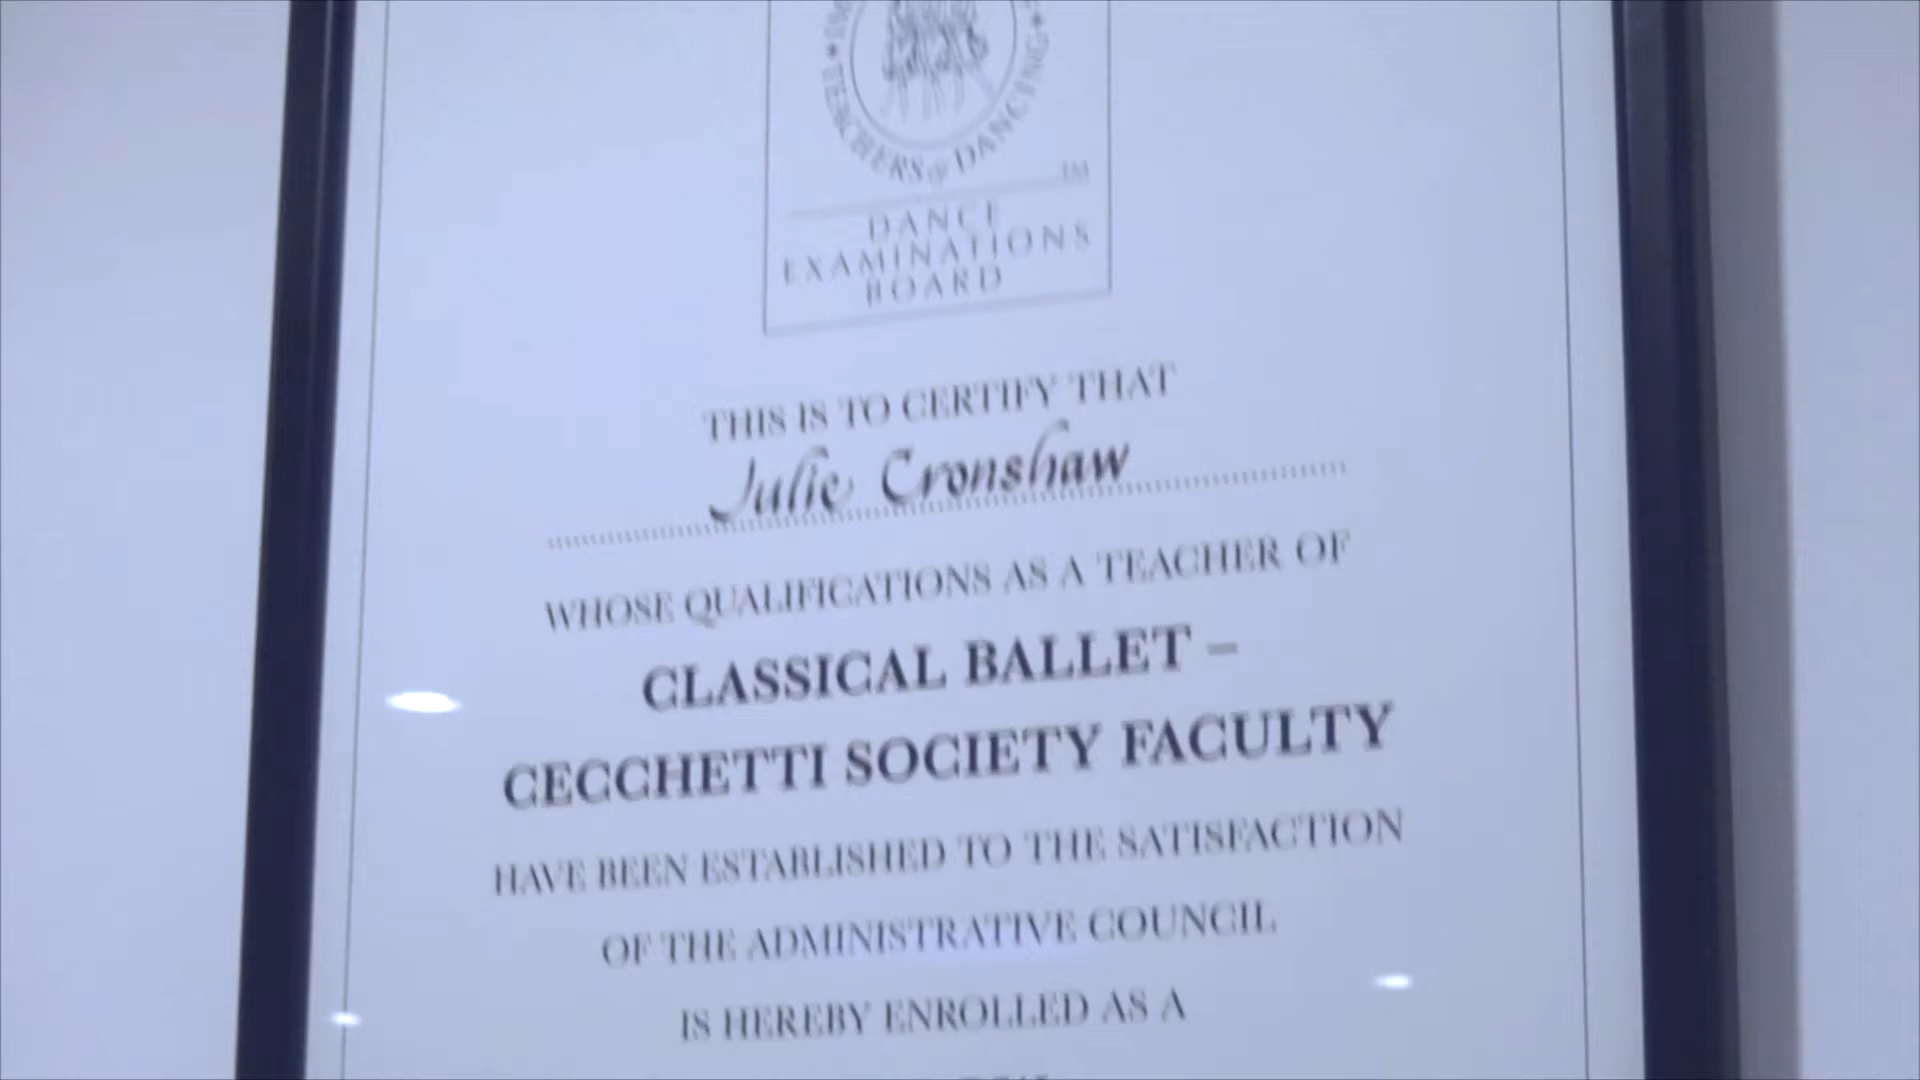 TEACHERS of DANCING
TM
DANCE
EXAMINATIONS
BOARD
THIS IS TO CERTIFY THAT
Julie Cronshaw
WHOSE QUALIFICATIONS AS A TEACHER OF
CLASSICAL BALLET –
CECCHETTI SOCIETY FACULTY
HAVE BEEN ESTABLISHED TO THE SATISFACTION
OF THE ADMINISTRATIVE COUNCIL
IS HEREBY ENROLLED AS A